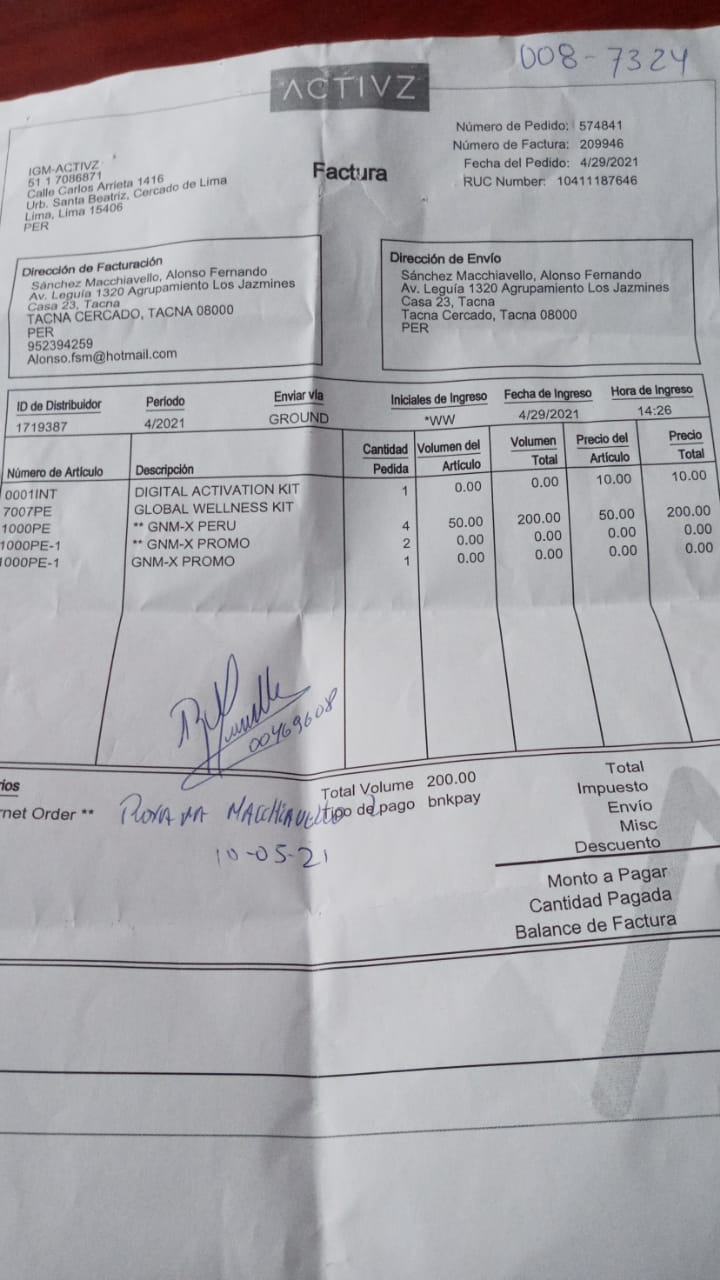 008-7324
ACTIVZ
Número de Pedido: 574841
Número de Factura: 209946
Fecha del Pedido: 4/29/2021
RUC Number: 10411187646
Factura
IGM-ACTIVZ
51 1 7086871
Calle Carlos Arrieta 1416
Urb. Santa Beatriz, Cercado de Lima
Lima, Lima 15406
PER
Dirección de Facturación
Sánchez Macchiavello, Alonso Fernando
Av. Leguía 1320 Agrupamiento Los Jazmines
Casa 23, Tacna
TACNA CERCADO, TACNA 08000
PER
952394259
Alonso.fsm@hotmail.com
Dirección de Envío
Sánchez Macchiavello, Alonso Fernando
Av. Leguía 1320 Agrupamiento Los Jazmines
Casa 23, Tacna
Tacna Cercado, Tacna 08000
PER
ID de Distribuidor Período Enviar vía Iniciales de Ingreso Fecha de Ingreso Hora de Ingreso
1719387 4/2021 GROUND *WW 4/29/2021 14:26
Número de Artículo Descripción Cantidad Pedida Volumen del Artículo Volumen Total Precio del Artículo Precio Total
0001INT DIGITAL ACTIVATION KIT 1 0.00 0.00 10.00 10.00
7007PE GLOBAL WELLNESS KIT
1000PE ** GNM-X PERU 4 50.00 200.00 50.00 200.00
1000PE-1 ** GNM-X PROMO 2 0.00 0.00 0.00 0.00
1000PE-1 GNM-X PROMO 1 0.00 0.00 0.00 0.00
00469608
rios
rnet Order **
Total Volume 200.00
Tipo de pago bnkpay
MACCHIAVELLO
10-05-21
Total
Impuesto
Envío
Misc
Descuento
Monto a Pagar
Cantidad Pagada
Balance de Factura